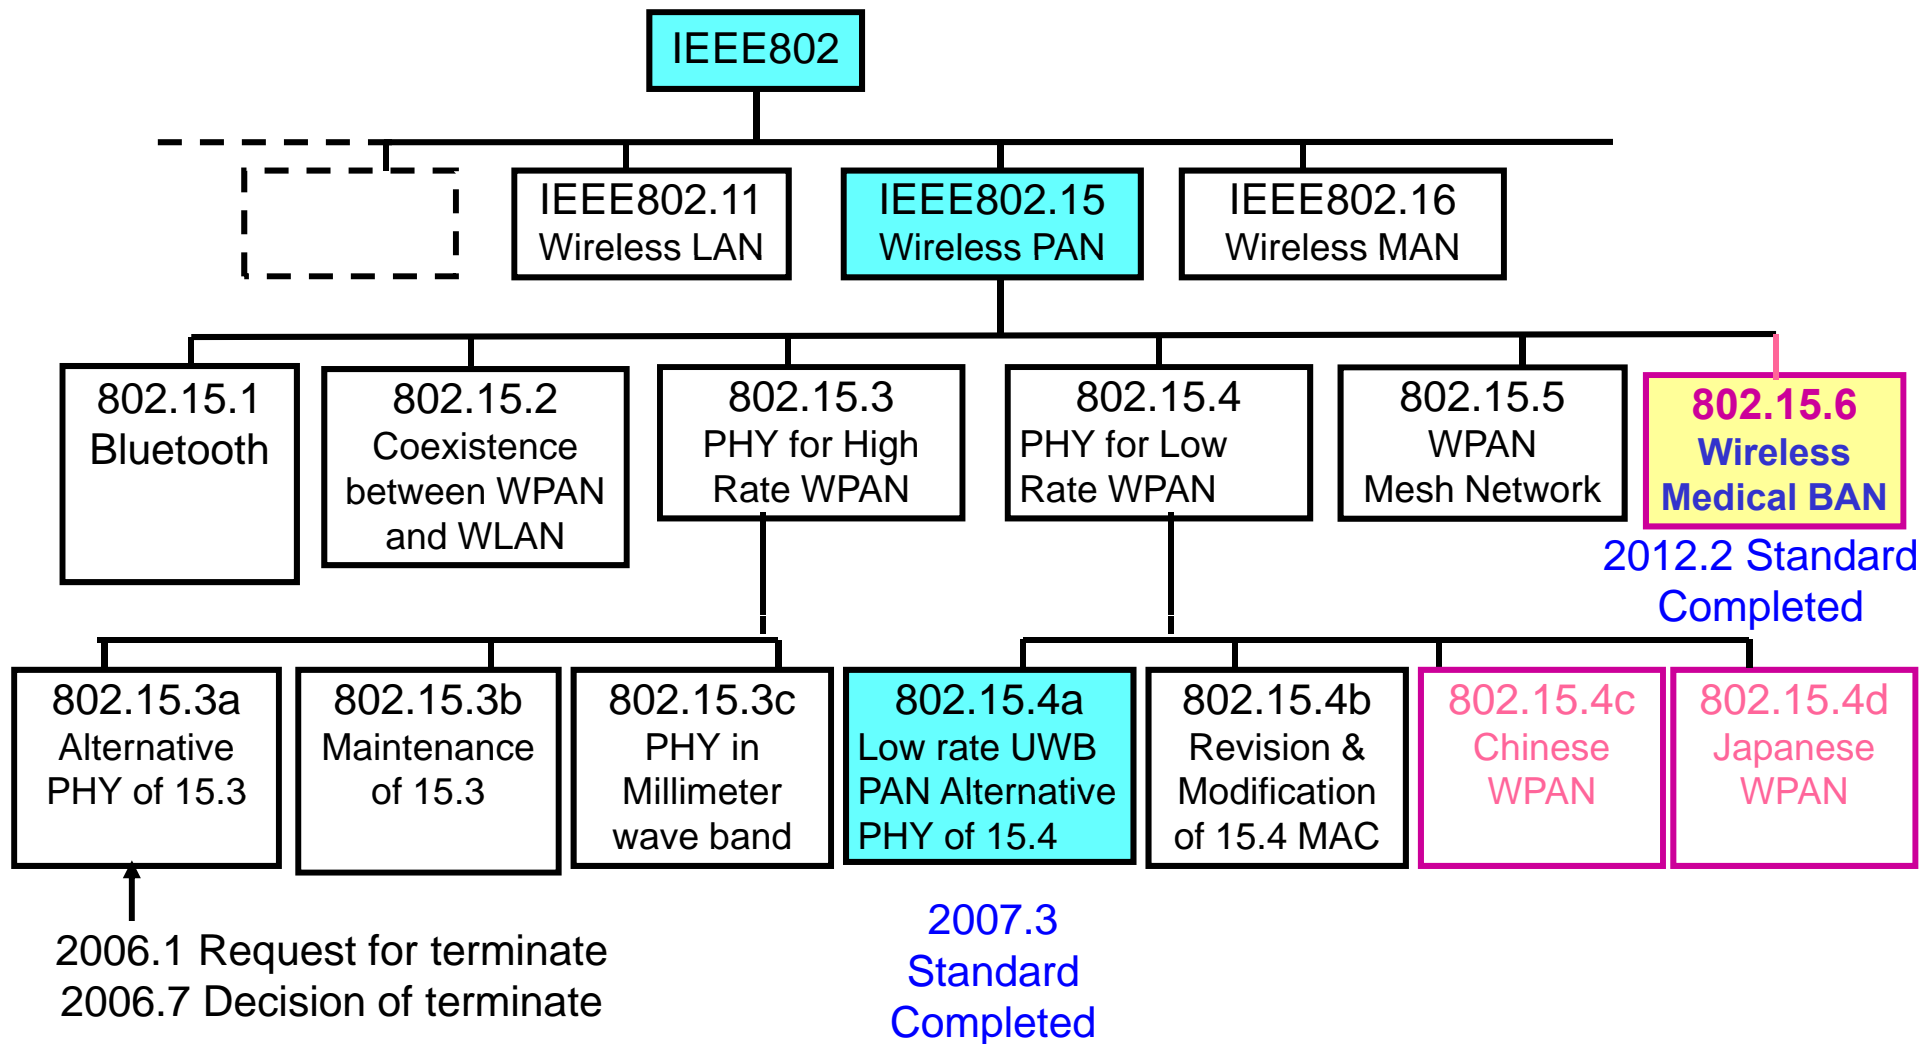 IEEE802
IEEE802.11
Wireless LAN
IEEE802.15
Wireless PAN
IEEE802.16
Wireless MAN
802.15.1
Bluetooth
802.15.2
Coexistence
between WPAN
and WLAN
802.15.3
PHY for High
Rate WPAN
802.15.4
PHY for Low
Rate WPAN
802.15.5
WPAN
Mesh Network
802.15.6
Wireless
Medical BAN
2012.2 Standard
Completed
802.15.3a
Alternative
PHY of 15.3
802.15.3b
Maintenance
of 15.3
802.15.3c
PHY in
Millimeter
wave band
802.15.4a
Low rate UWB
PAN Alternative
PHY of 15.4
802.15.4b
Revision &
Modification
of 15.4 MAC
802.15.4c
Chinese
WPAN
802.15.4d
Japanese
WPAN
2006.1 Request for terminate
2006.7 Decision of terminate
2007.3
Standard
Completed